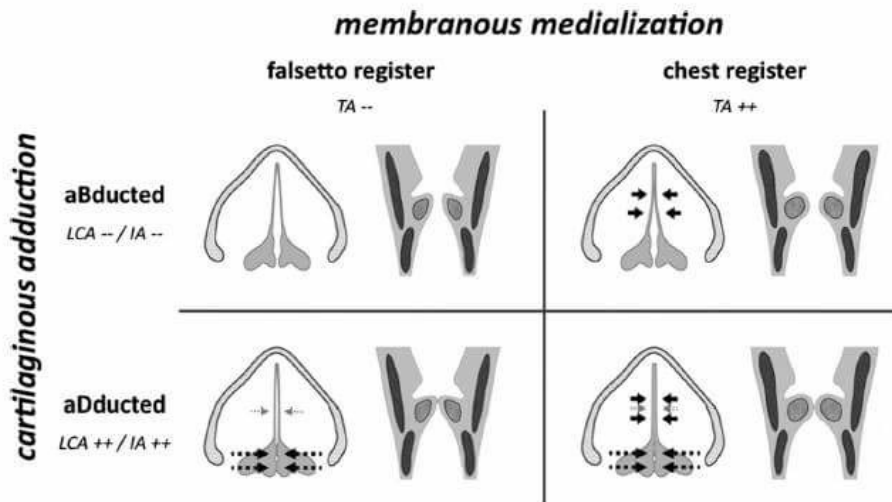 membranous medialization
falsetto register
chest register
TA --
TA ++
cartilaginous adduction
aBducted
LCA -- / IA --
aDducted
LCA ++ / IA ++